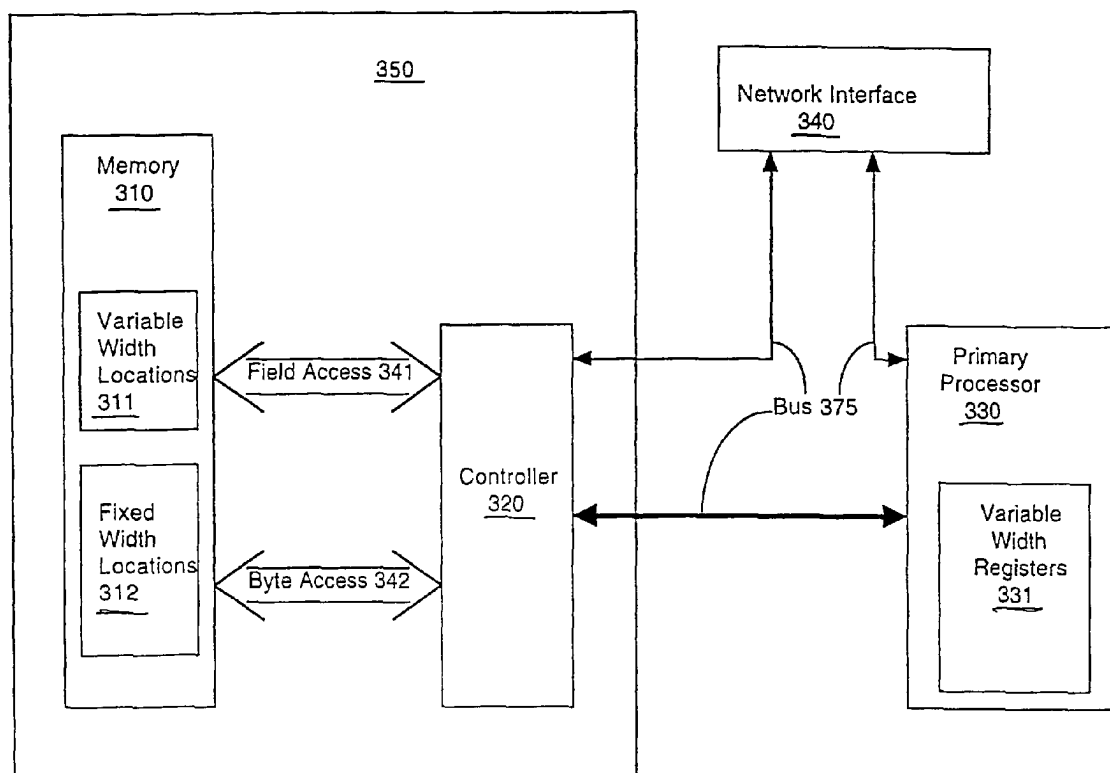 350
Network Interface
340
Memory
310
Variable
Width
Locations
311
Field Access 341
Fixed
Width
Locations
312
Byte Access 342
Controller
320
Bus 375
Primary
Processor
330
Variable
Width
Registers
331